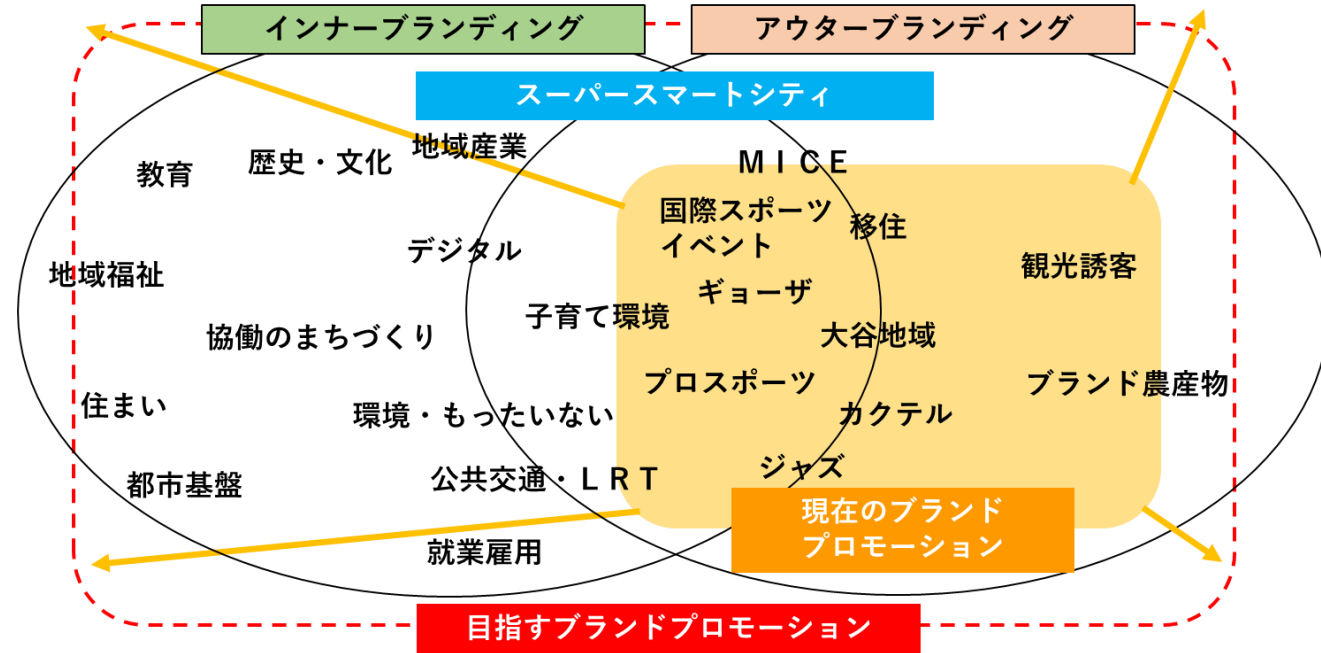 インナーブランディング
アウターブランディング
スーパースマートシティ
教育
歴史・文化
地域産業
ＭＩＣＥ
国際スポーツ
イベント
移住
デジタル
観光誘客
地域福祉
ギョーザ
子育て環境
協働のまちづくり
大谷地域
プロスポーツ
ブランド農産物
住まい
環境・もったいない
カクテル
ジャズ
都市基盤
公共交通・ＬＲＴ
現在のブランド
プロモーション
就業雇用
目指すブランドプロモーション